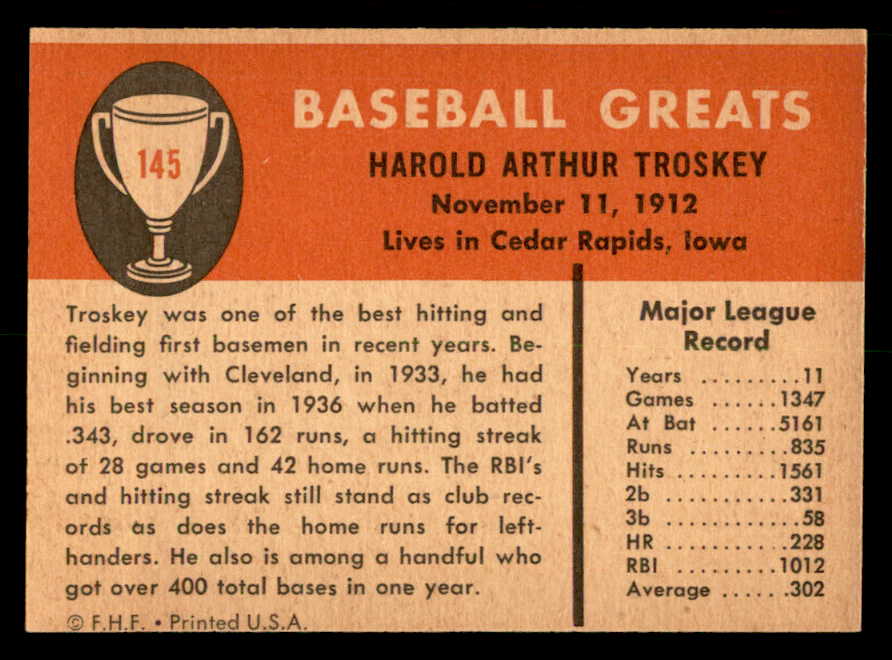 145
BASEBALL GREATS
HAROLD ARTHUR TROSKEY
November 11, 1912
Lives in Cedar Rapids, Iowa
Troskey was one of the best hitting and
fielding first basemen in recent years. Be-
ginning with Cleveland, in 1933, he had
his best season in 1936 when he batted
.343, drove in 162 runs, a hitting streak
of 28 games and 42 home runs. The RBI's
and hitting streak still stand as club rec-
ords as does the home runs for left-
handers. He also is among a handful who
got over 400 total bases in one year.
© F.H.F. • Printed U.S.A.
Major League
Record
Years ..........11
Games ......1347
At Bat ......5161
Runs .........835
Hits .........1561
2b ...........331
3b .............58
HR ...........228
RBI .........1012
Average ......302